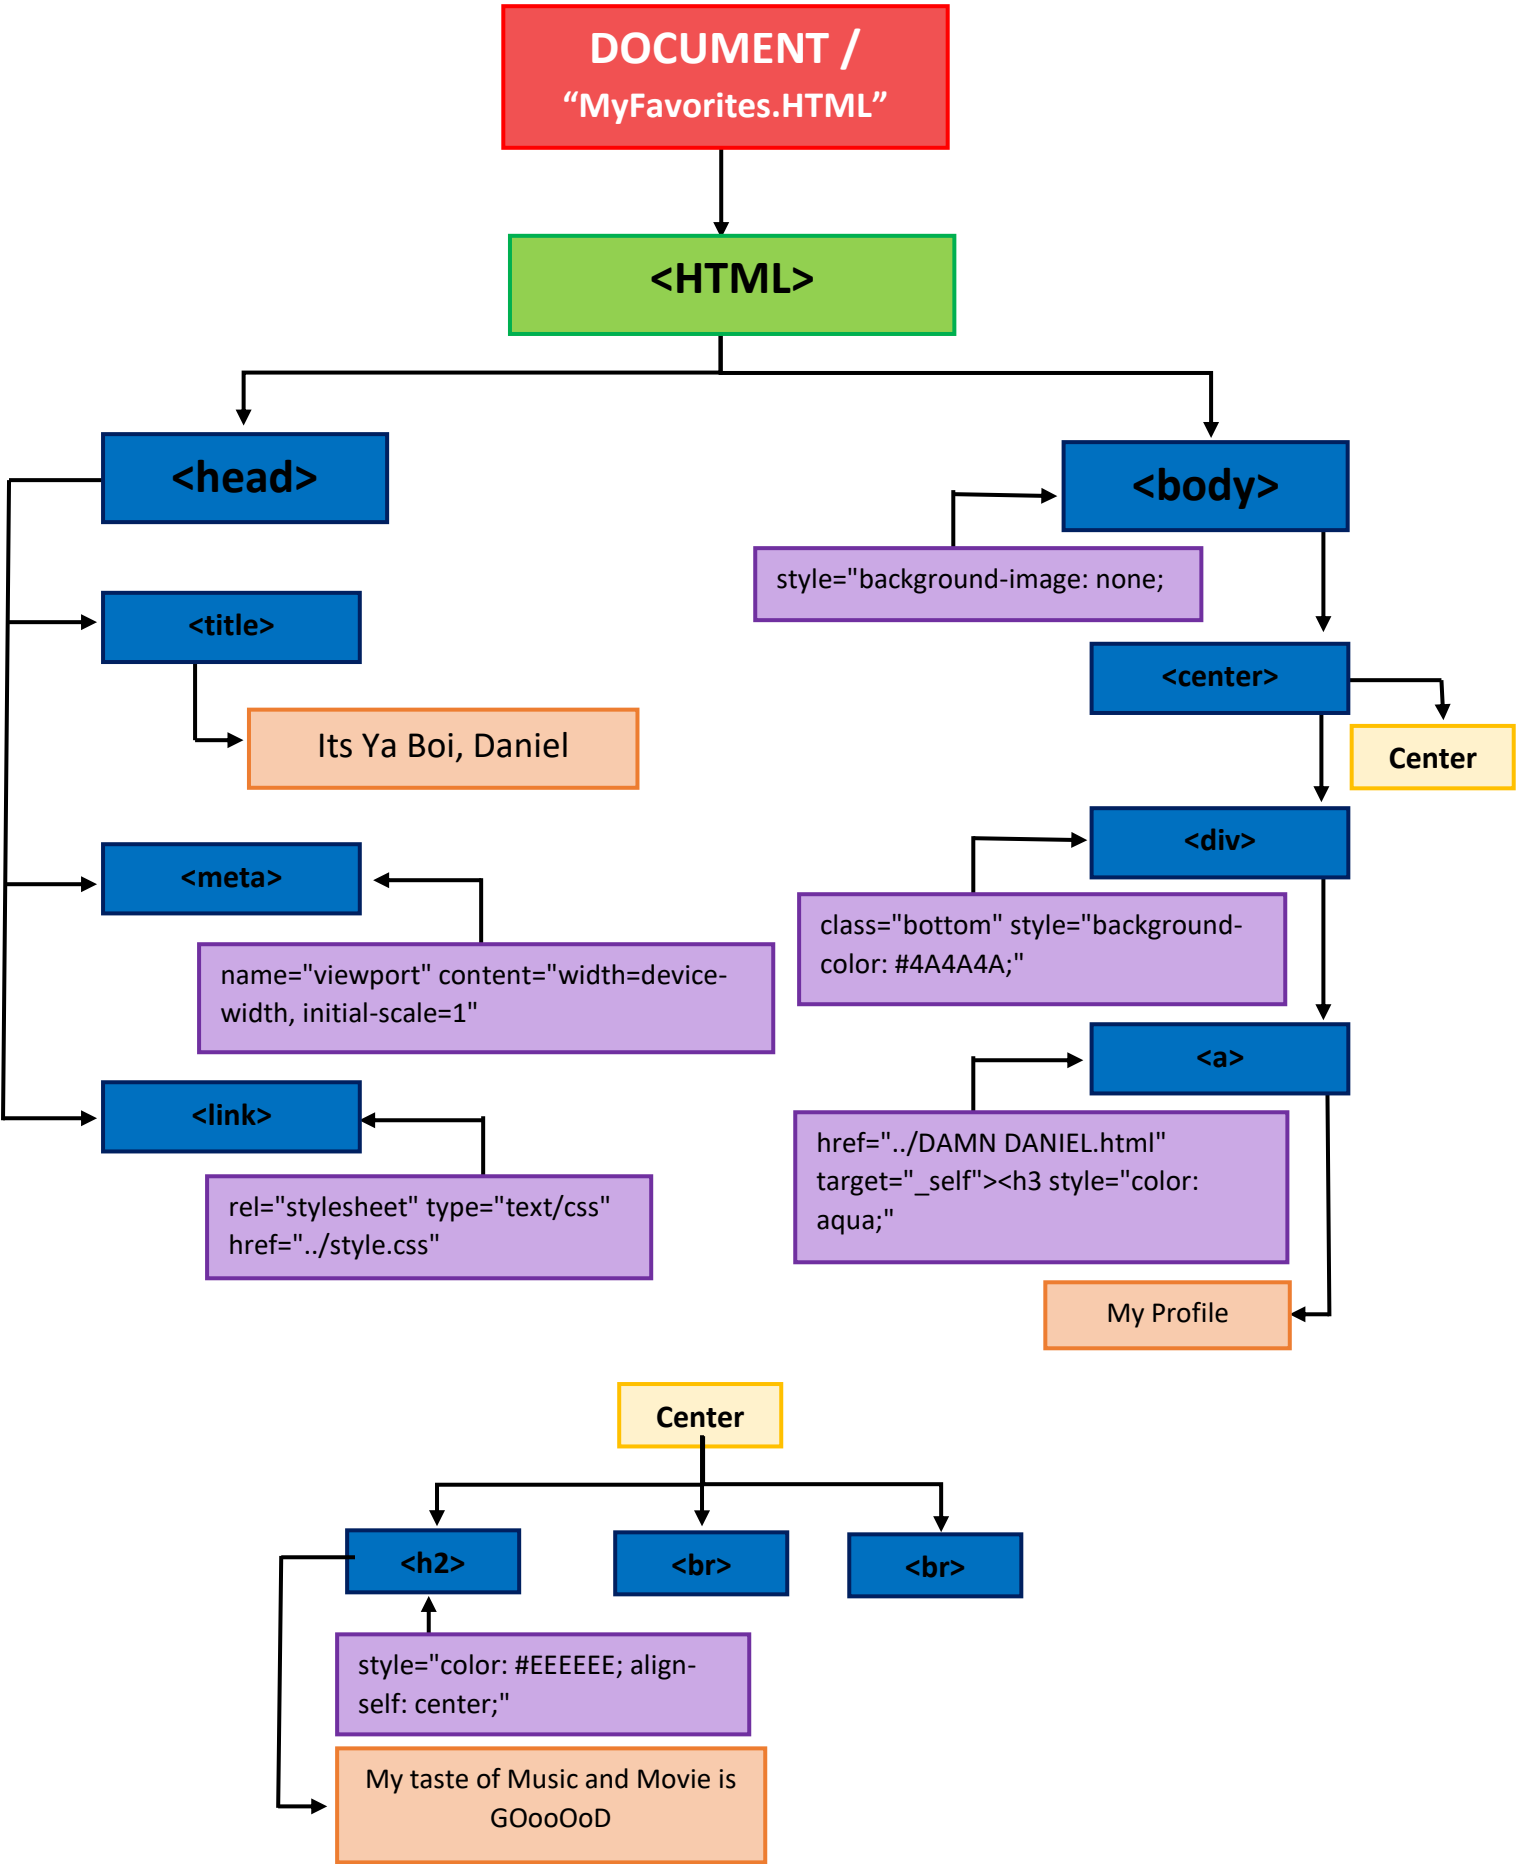 DOCUMENT /
“MyFavorites.HTML”
<HTML>
<head>
<body>
style="background-image: none;
<title>
<center>
Its Ya Boi, Daniel
Center
<div>
<meta>
class="bottom" style="background-
color: #4A4A4A;"
name="viewport" content="width=device-
width, initial-scale=1"
<a>
<link>
href="../DAMN DANIEL.html"
target="_self"><h3 style="color:
aqua;"
rel="stylesheet" type="text/css"
href="../style.css"
My Profile
Center
<h2>
<br>
<br>
style="color: #EEEEEE; align-
self: center;"
My taste of Music and Movie is
GOooOoD